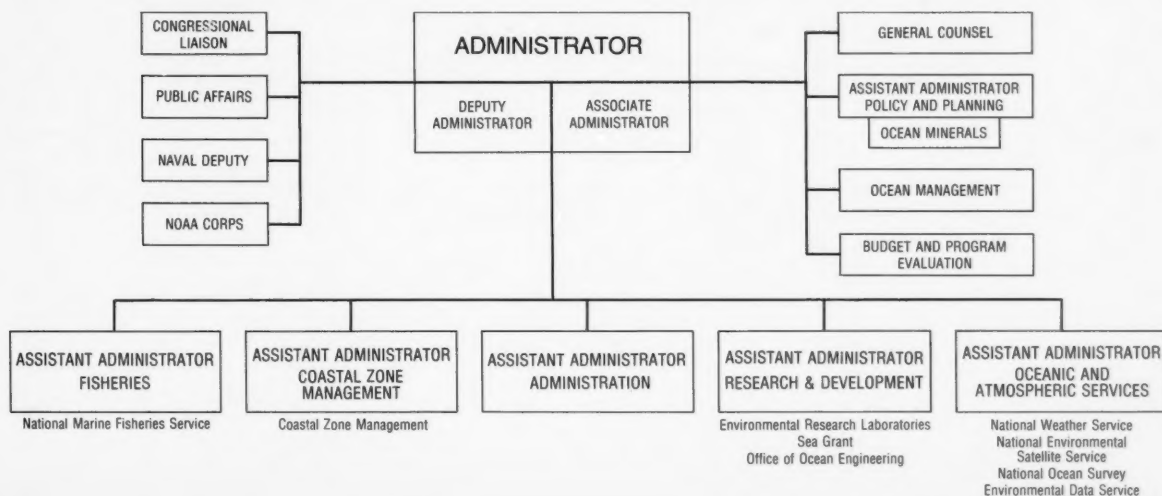 CONGRESSIONAL
LIAISON
PUBLIC AFFAIRS
NAVAL DEPUTY
NOAA CORPS
ADMINISTRATOR
DEPUTY
ADMINISTRATOR
ASSOCIATE
ADMINISTRATOR
GENERAL COUNSEL
ASSISTANT ADMINISTRATOR
POLICY AND PLANNING
OCEAN MINERALS
OCEAN MANAGEMENT
BUDGET AND PROGRAM
EVALUATION
ASSISTANT ADMINISTRATOR
FISHERIES
National Marine Fisheries Service
ASSISTANT ADMINISTRATOR
COASTAL ZONE
MANAGEMENT
Coastal Zone Management
ASSISTANT ADMINISTRATOR
ADMINISTRATION
ASSISTANT ADMINISTRATOR
RESEARCH & DEVELOPMENT
Environmental Research Laboratories
Sea Grant
Office of Ocean Engineering
ASSISTANT ADMINISTRATOR
OCEANIC AND
ATMOSPHERIC SERVICES
National Weather Service
National Environmental
Satellite Service
National Ocean Survey
Environmental Data Service